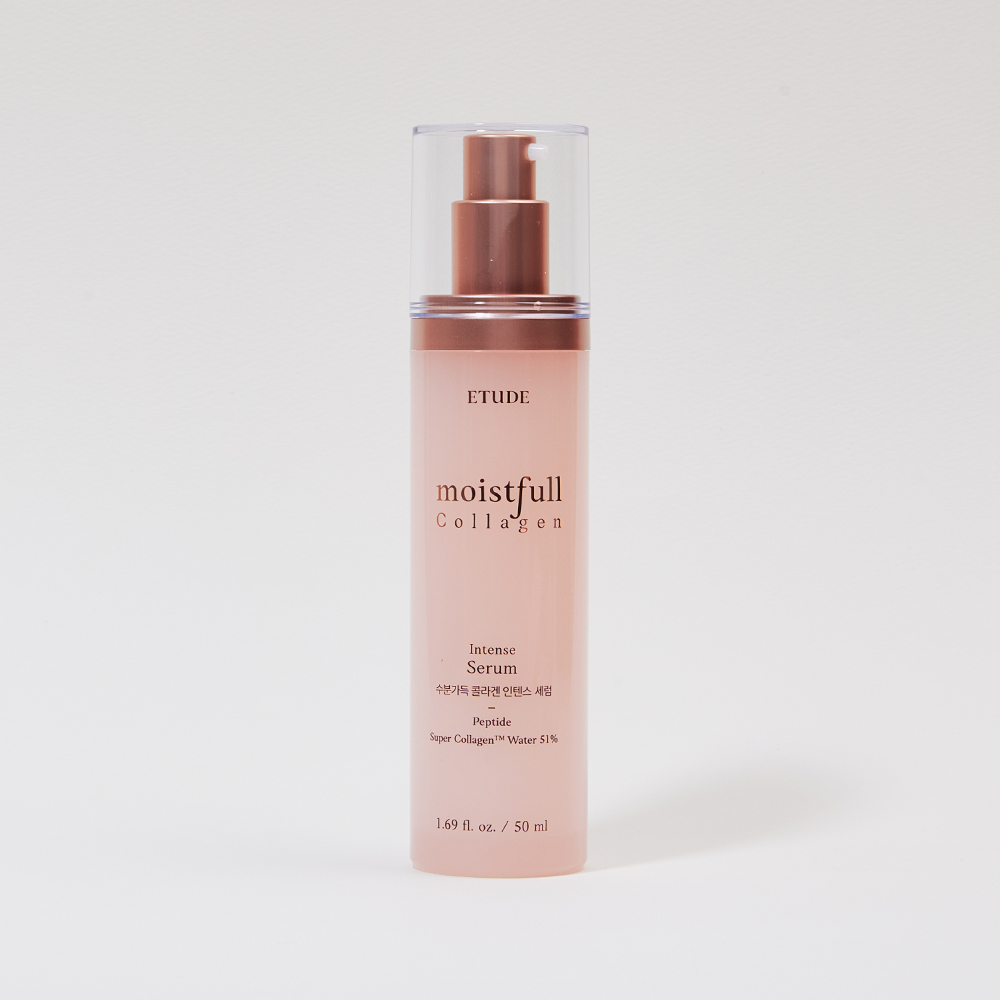 ETUDE
moistfull
Collagen
Intense
Serum
수분가득 콜라겐 인텐스 세럼
–
Peptide
Super Collagen™ Water 51%
1.69 fl. oz. / 50 ml